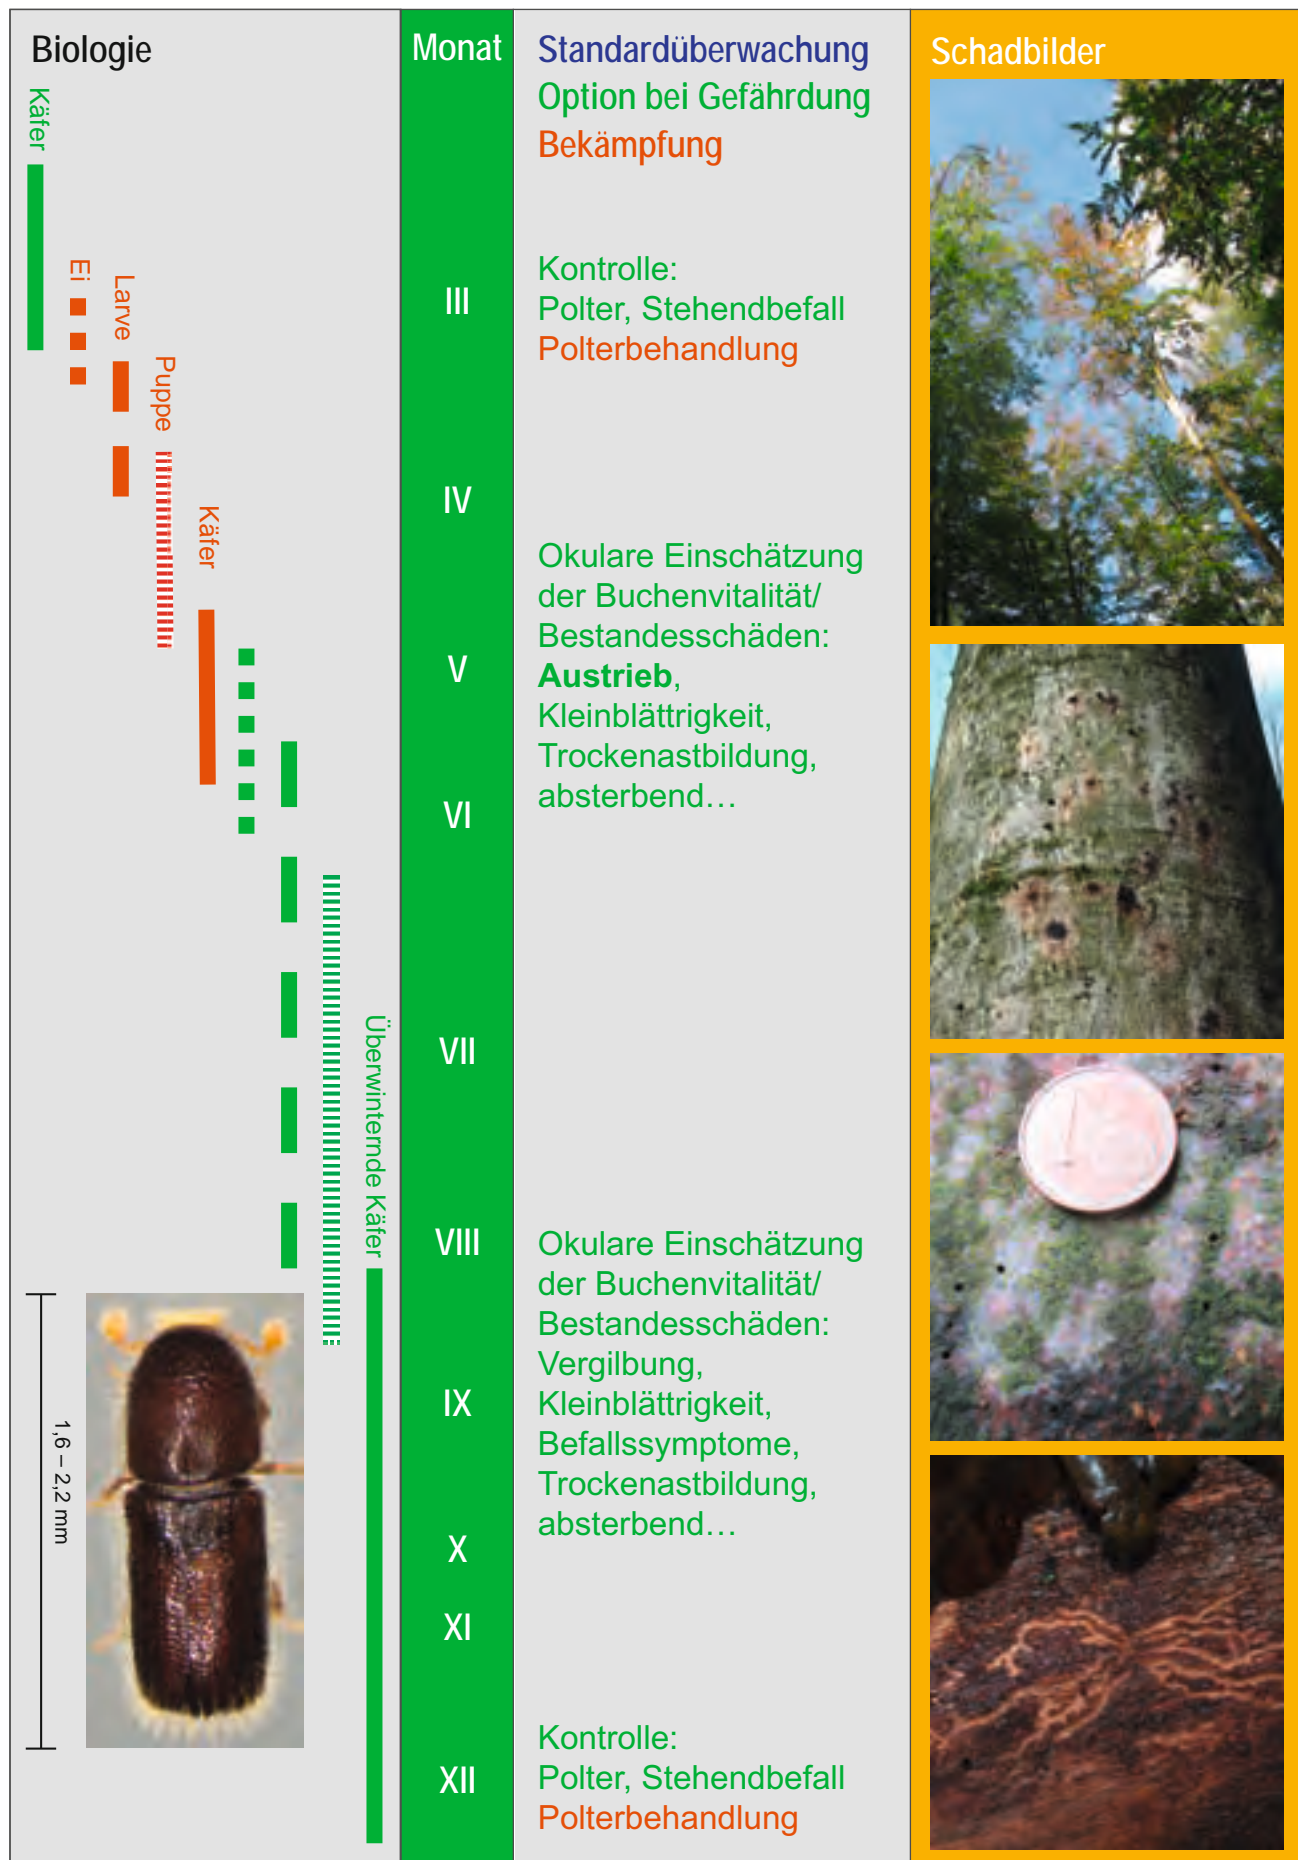 Biologie
Käfer
Ei
Larve
Puppe
Käfer
Überwinternde Käfer
1,6 – 2,2 mm
Monat
III
IV
V
VI
VII
VIII
IX
X
XI
XII
Standardüberwachung
Option bei Gefährdung
Bekämpfung
Kontrolle:
Polter, Stehendbefall
Polterbehandlung
Okulare Einschätzung
der Buchenvitalität/
Bestandesschäden:
Austrieb,
Kleinblättrigkeit,
Trockenastbildung,
absterbend…
Okulare Einschätzung
der Buchenvitalität/
Bestandesschäden:
Vergilbung,
Kleinblättrigkeit,
Befallssymptome,
Trockenastbildung,
absterbend…
Kontrolle:
Polter, Stehendbefall
Polterbehandlung
Schadbilder
1